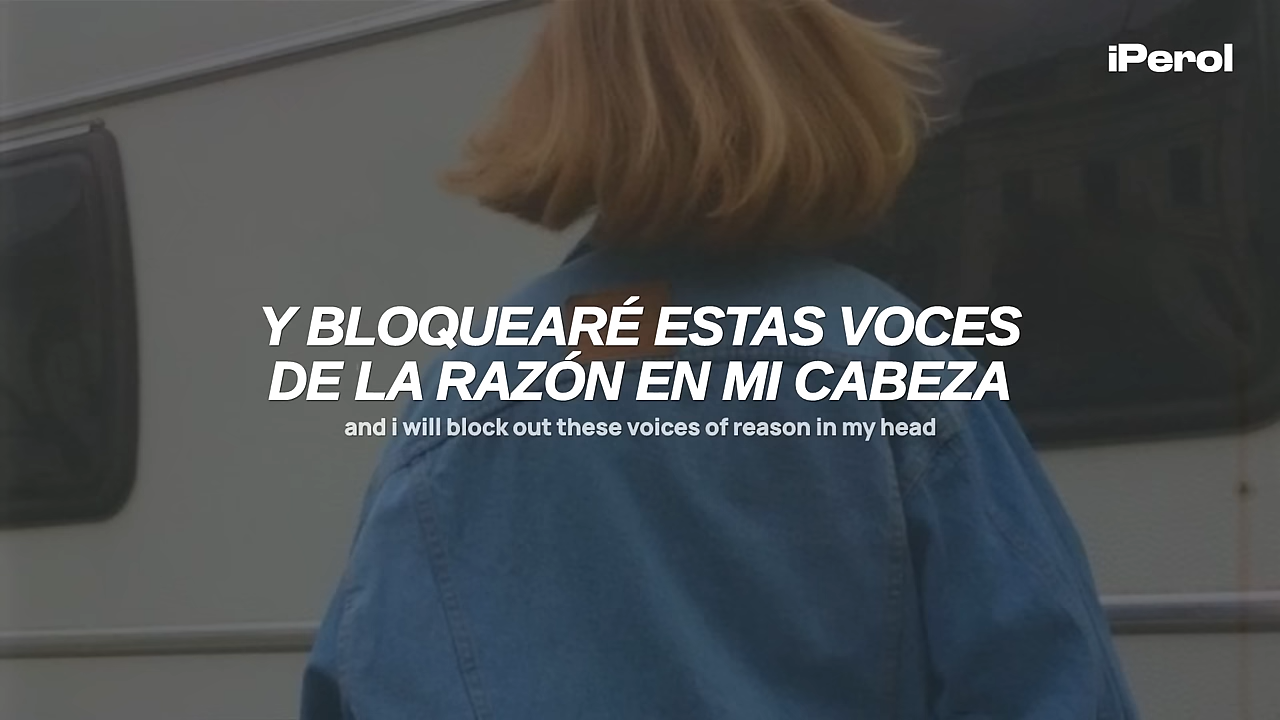 iPerol
Y BLOQUEARÉ ESTAS VOCES
DE LA RAZÓN EN MI CABEZA
and i will block out these voices of reason in my head